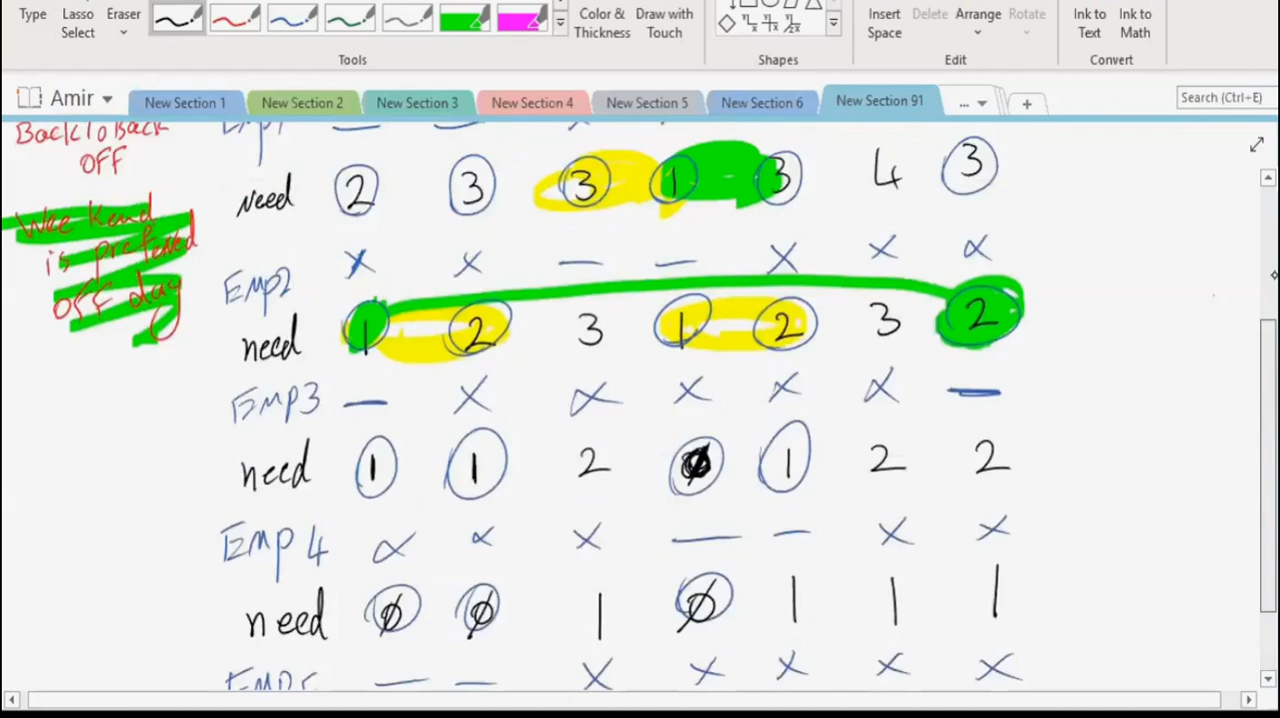 Type Lasso Select Eraser Color & Thickness Draw with Touch Insert Space Delete Arrange Rotate Ink to Text Ink to Math
Tools Shapes Edit Convert
Amir New Section 1 New Section 2 New Section 3 New Section 4 New Section 5 New Section 6 New Section 91 ... + Search (Ctrl+E)
Back To Back
OFF
Week end
is preferred
OFF day
Emp1 — — x
need 2 3 3 1 3 4 3
Emp2 x x — — x x x
need 1 2 3 1 2 3 2
Emp3 — x x x x x —
need 1 1 2 0 1 2 2
Emp 4 x x x — — x x
need 0 0 1 0 1 1 1
— — x x x x x